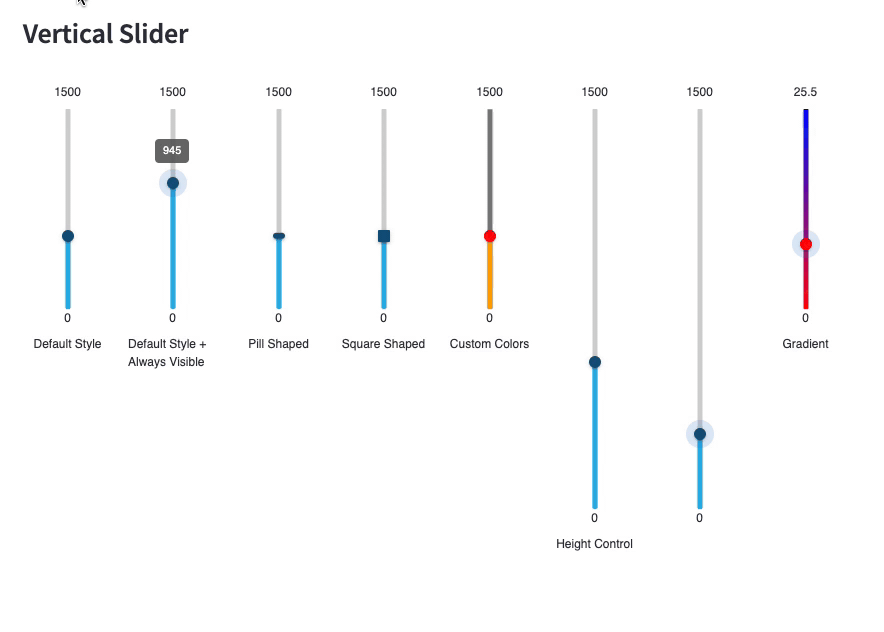 Vertical Slider
1500 1500 1500 1500 1500 1500 1500 25.5
945
0 0 0 0 0 0
Default Style Default Style + Pill Shaped Square Shaped Custom Colors Gradient
Always Visible
0 0
Height Control